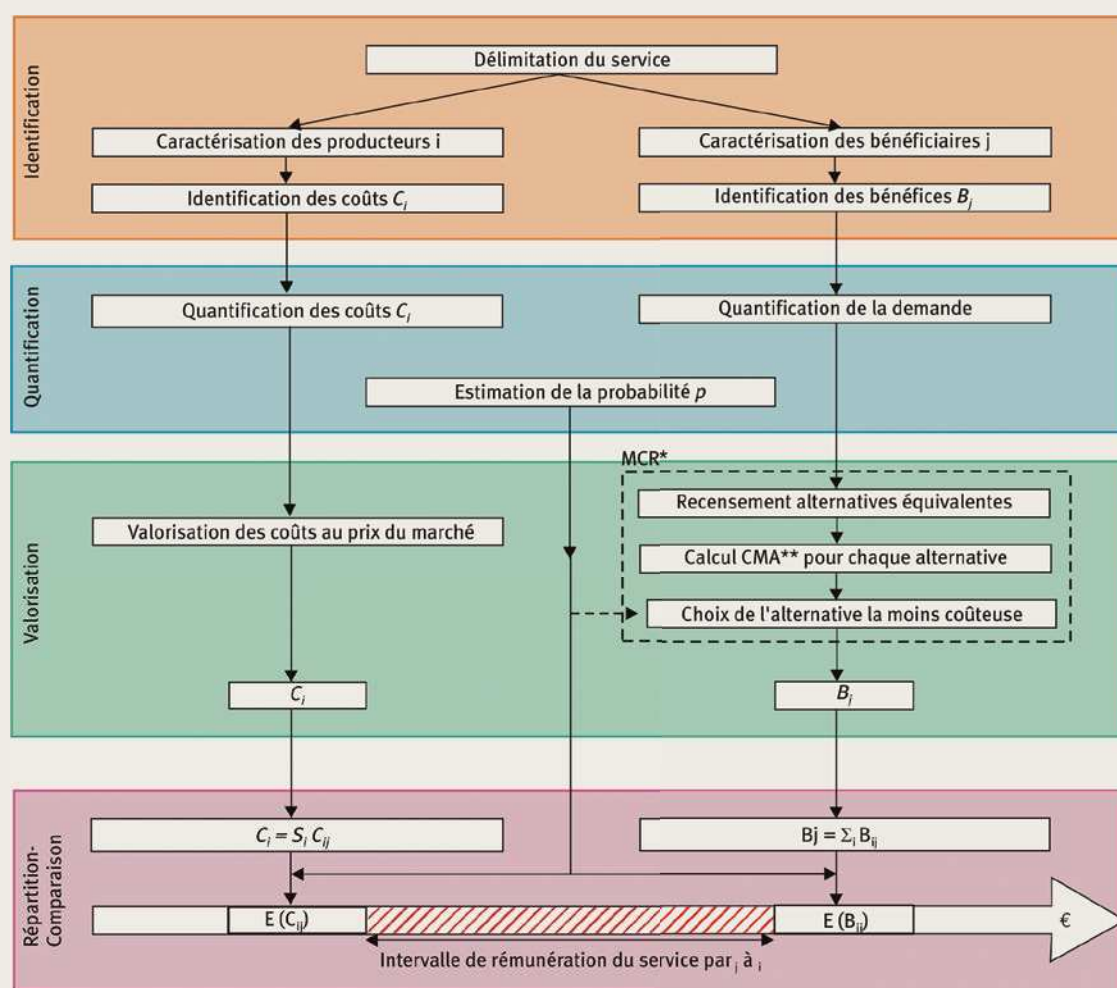 Identification
Délimitation du service
Caractérisation des producteurs i
Caractérisation des bénéficiaires j
Identification des coûts Ci
Identification des bénéfices Bj
Quantification
Quantification des coûts Ci
Quantification de la demande
Estimation de la probabilité p
Valorisation
MCR*
Recensement alternatives équivalentes
Valorisation des coûts au prix du marché
Calcul CMA** pour chaque alternative
Choix de l'alternative la moins coûteuse
Ci
Bj
Répartition-
Comparaison
Ci = Si Cij
Bj = Σi Bij
E (Cij)
E (Bij)
€
Intervalle de rémunération du service par j à i